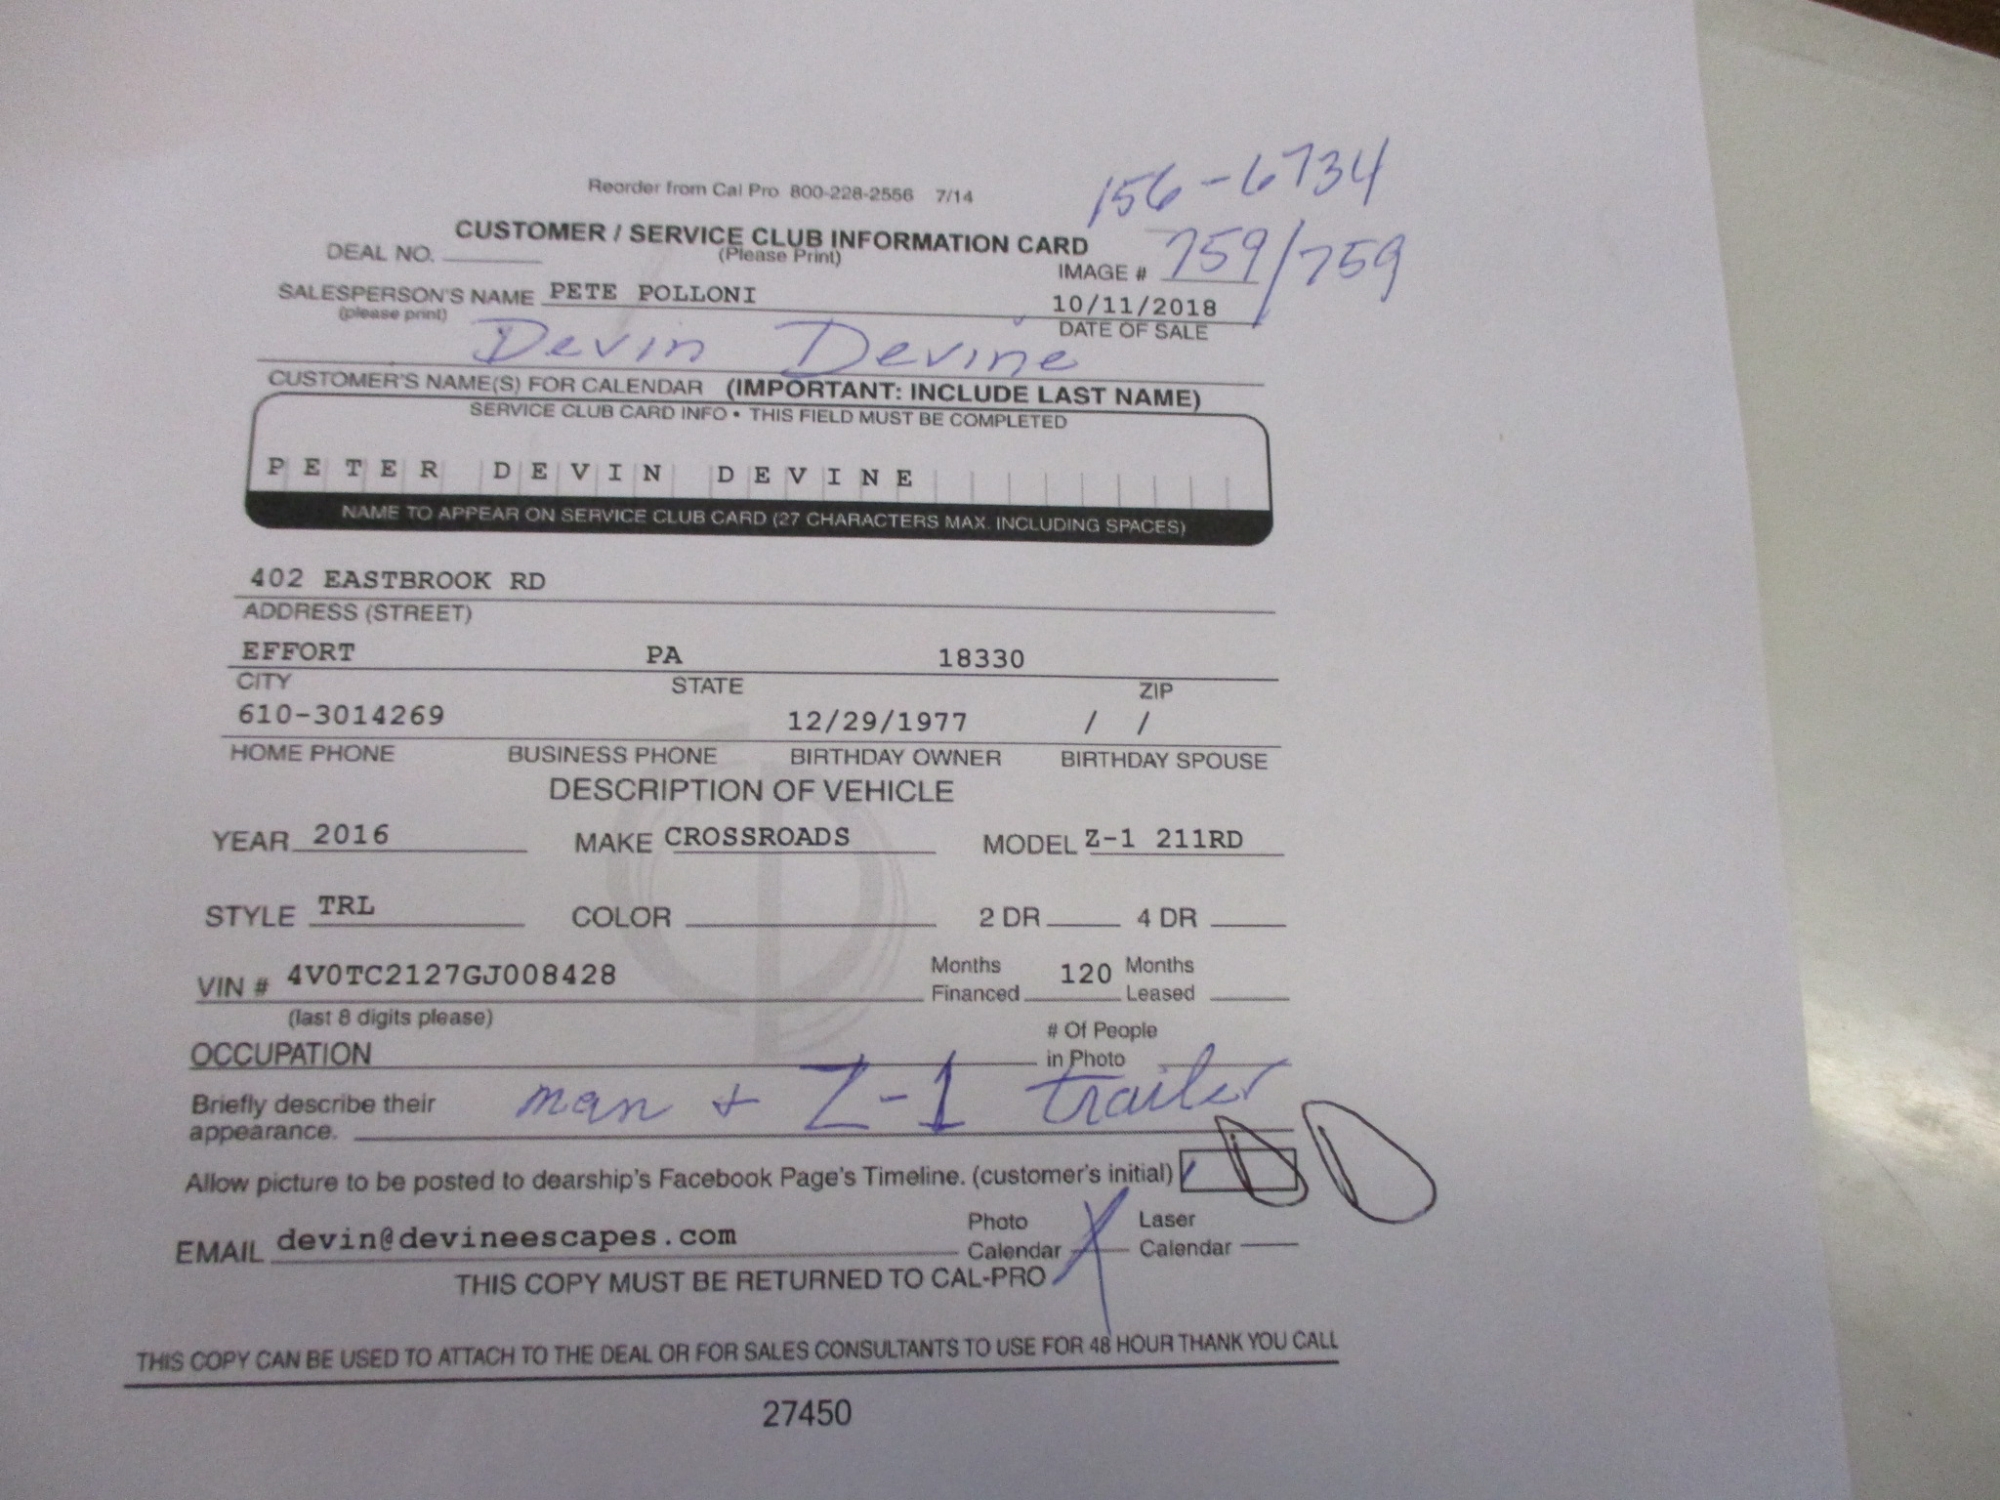 156-6734
Reorder from Cal Pro 800-228-2556 7/14
CUSTOMER / SERVICE CLUB INFORMATION CARD
(Please Print)
DEAL NO.
IMAGE # 759/759
SALESPERSON'S NAME PETE POLLONI 10/11/2018
(please print) DATE OF SALE
Devin Devine
CUSTOMER'S NAME(S) FOR CALENDAR (IMPORTANT: INCLUDE LAST NAME)
SERVICE CLUB CARD INFO • THIS FIELD MUST BE COMPLETED
PETER DEVIN DEVINE
NAME TO APPEAR ON SERVICE CLUB CARD (27 CHARACTERS MAX. INCLUDING SPACES)
402 EASTBROOK RD
ADDRESS (STREET)
EFFORT PA 18330
CITY STATE ZIP
610-3014269 12/29/1977 / /
HOME PHONE BUSINESS PHONE BIRTHDAY OWNER BIRTHDAY SPOUSE
DESCRIPTION OF VEHICLE
YEAR 2016 MAKE CROSSROADS MODEL Z-1 211RD
STYLE TRL COLOR 2 DR 4 DR
VIN # 4V0TC2127GJ008428 Months Financed 120 Months Leased
(last 8 digits please)
OCCUPATION # Of People in Photo
Briefly describe their appearance. man + Z-1 trailer
Allow picture to be posted to dearship's Facebook Page's Timeline. (customer's initial) DD
EMAIL devin@devineescapes.com Photo Calendar X Laser Calendar
THIS COPY MUST BE RETURNED TO CAL-PRO
THIS COPY CAN BE USED TO ATTACH TO THE DEAL OR FOR SALES CONSULTANTS TO USE FOR 48 HOUR THANK YOU CALL
27450